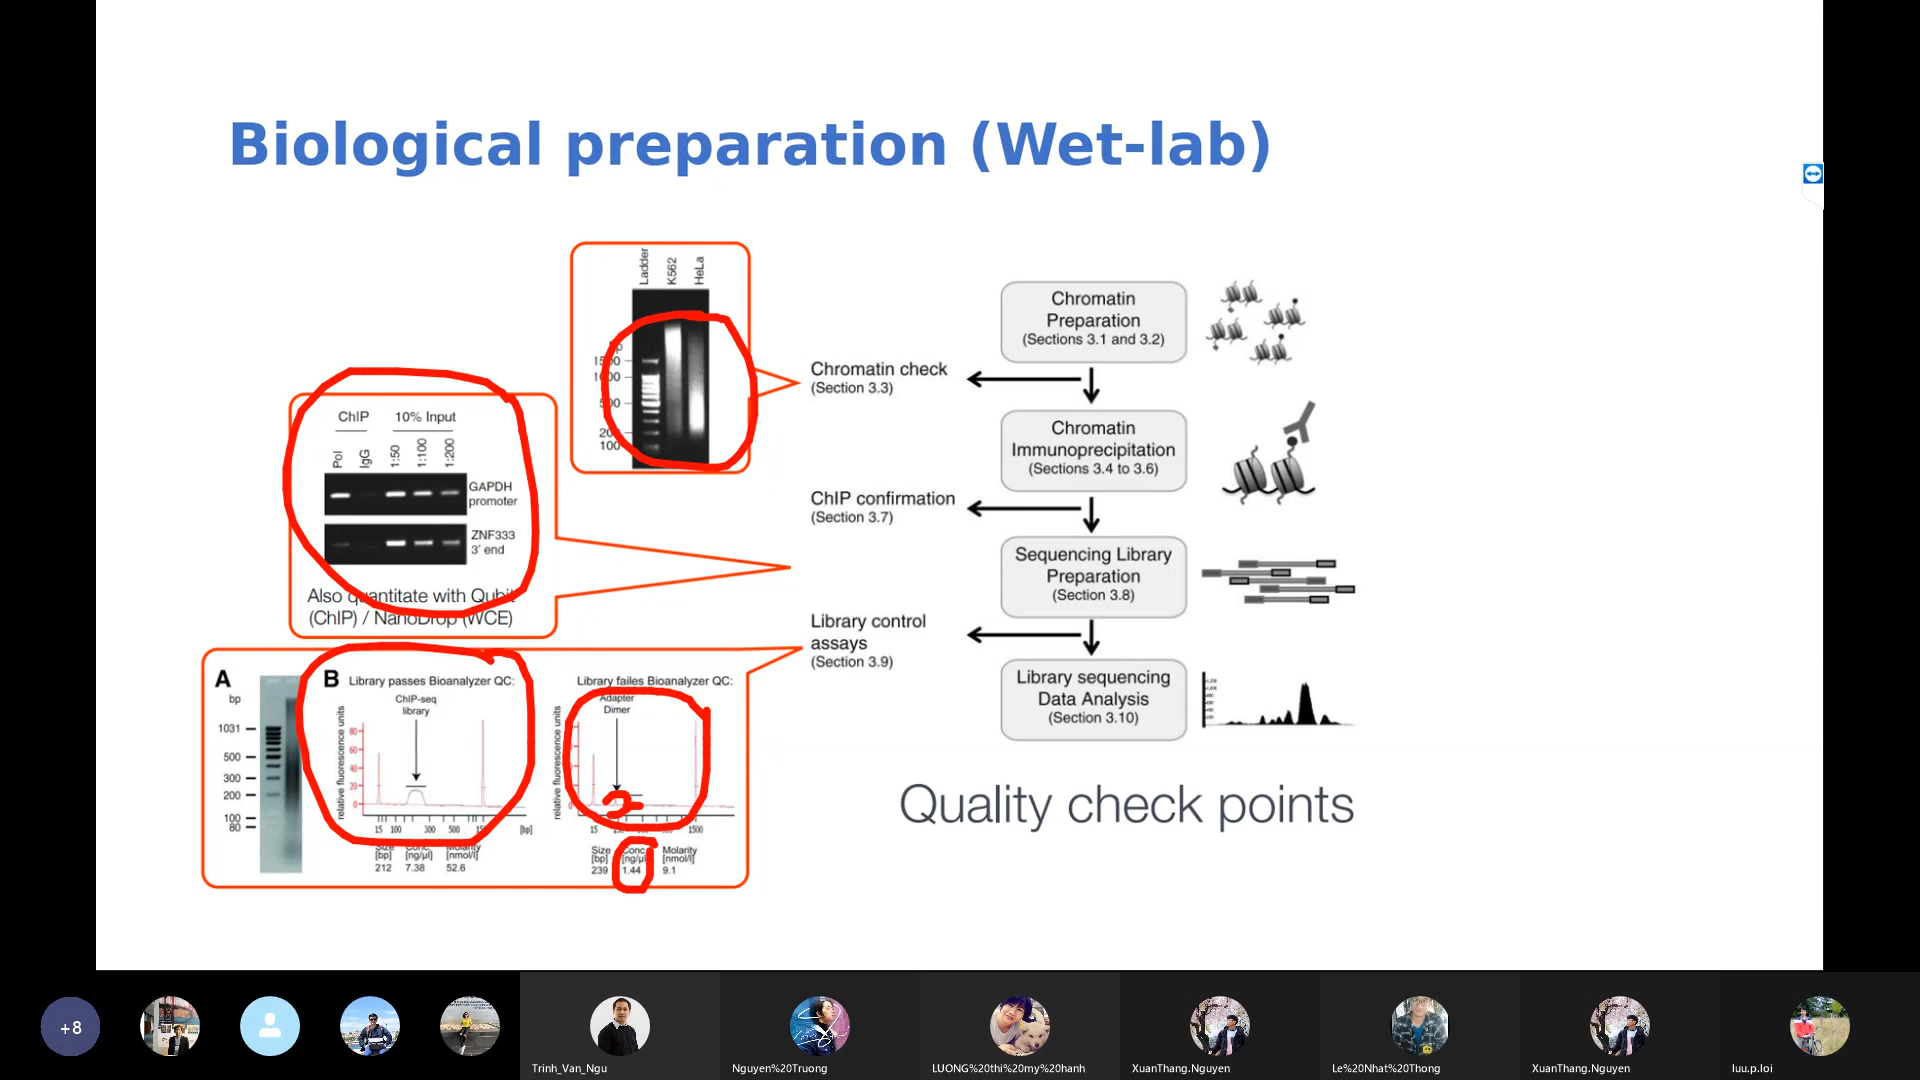 Biological preparation (Wet-lab)
Ladder
K562
HeLa
1000
500
100
Chromatin check
(Section 3.3)
Chromatin
Preparation
(Sections 3.1 and 3.2)
ChIP
10% Input
Pol
IgG
1:50
1:100
1:200
GAPDH
promoter
ZNF333
3' end
Also quantitate with Qubit
(ChIP) / NanoDrop (WCE)
Chromatin
Immunoprecipitation
(Sections 3.4 to 3.6)
ChIP confirmation
(Section 3.7)
Sequencing Library
Preparation
(Section 3.8)
Library control
assays
(Section 3.9)
Library sequencing
Data Analysis
(Section 3.10)
A
bp
1031
500
300
200
100
80
B
Library passes Bioanalyzer QC:
ChIP-seq
library
relative fluorescence units
80
60
40
20
0
15 100 300 500
[bp]
Size Conc. Molarity
[bp] [ng/µl] [nmol/l]
212 7.38 52.6
Library failes Bioanalyzer QC:
Adapter
Dimer
relative fluorescence units
15 1500
Size Conc. Molarity
[bp] [ng/µl] [nmol/l]
239 1.44 9.1
Quality check points
+8
Trinh_Van_Ngu
Nguyen%20Truong
LUONG%20thi%20my%20hanh
XuanThang.Nguyen
Le%20Nhat%20Thong
XuanThang.Nguyen
luu.p.loi